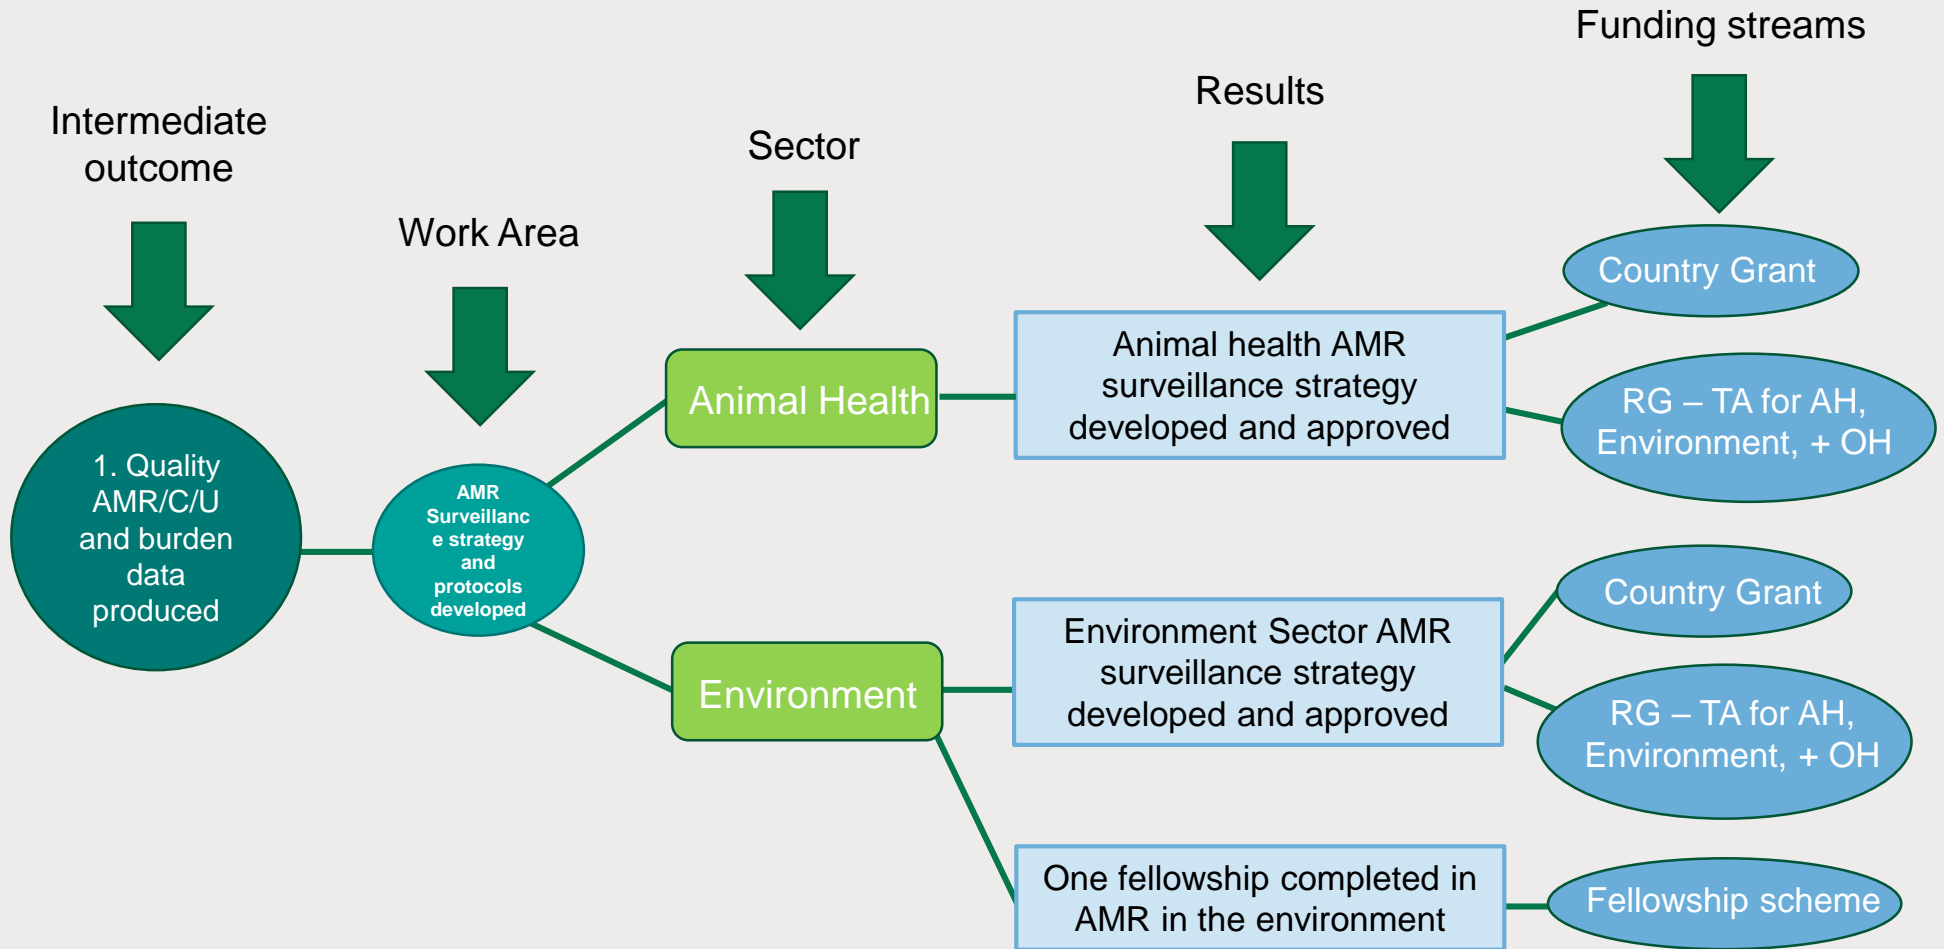 Funding streams
Results
Intermediate
outcome
Sector
Work Area
1. Quality
AMR/C/U
and burden
data
produced
AMR
Surveillanc
e strategy
and
protocols
developed
Animal Health
Animal health AMR
surveillance strategy
developed and approved
Country Grant
RG – TA for AH,
Environment, + OH
Environment
Environment Sector AMR
surveillance strategy
developed and approved
Country Grant
RG – TA for AH,
Environment, + OH
One fellowship completed in
AMR in the environment
Fellowship scheme